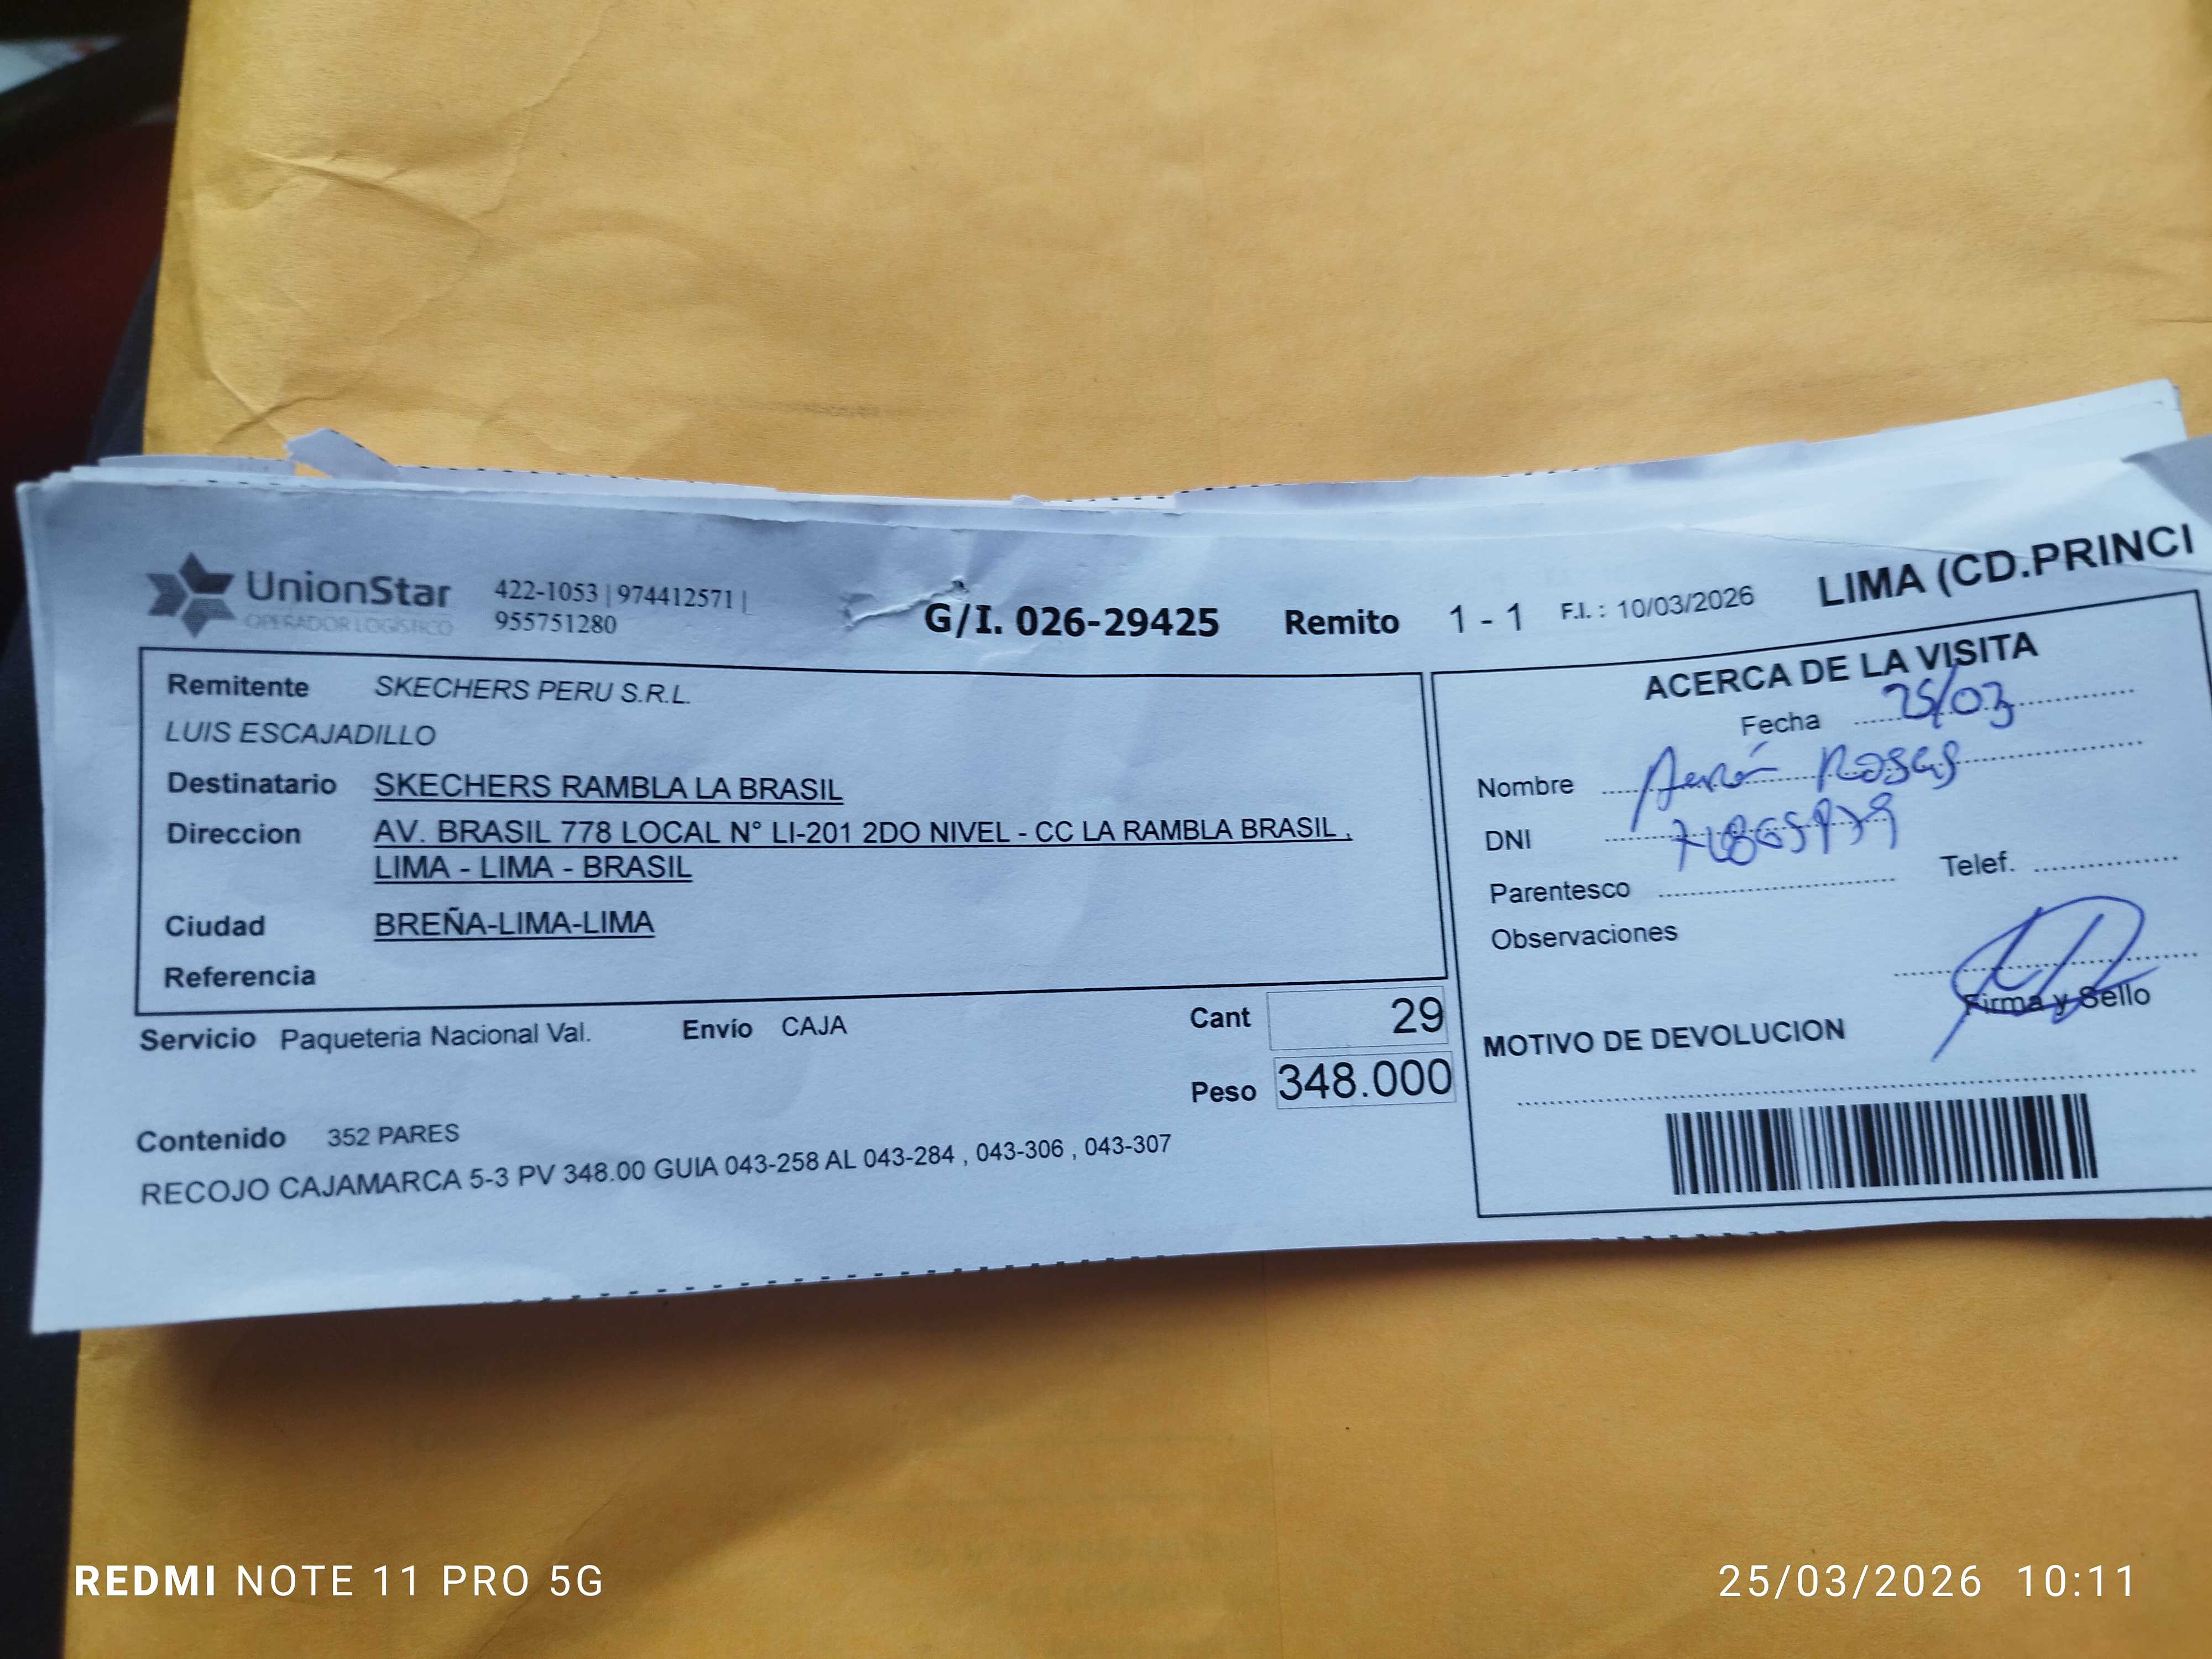 UnionStar
OPERADOR LOGÍSTICO
422-1053 | 974412571 |
955751280
G/I. 026-29425 Remito 1 - 1 F.I. : 10/03/2026 LIMA (CD.PRINCI
Remitente SKECHERS PERU S.R.L.
LUIS ESCAJADILLO
Destinatario SKECHERS RAMBLA LA BRASIL
Direccion AV. BRASIL 778 LOCAL N° LI-201 2DO NIVEL - CC LA RAMBLA BRASIL ,
LIMA - LIMA - BRASIL
Ciudad BREÑA-LIMA-LIMA
Referencia
Servicio Paqueteria Nacional Val. Envío CAJA
Cant 29
Peso 348.000
Contenido 352 PARES
RECOJO CAJAMARCA 5-3 PV 348.00 GUIA 043-258 AL 043-284 , 043-306 , 043-307
ACERCA DE LA VISITA
Fecha 25/03
Nombre Rosas
DNI
Parentesco Telef.
Observaciones
Firma y Sello
MOTIVO DE DEVOLUCION
REDMI NOTE 11 PRO 5G
25/03/2026 10:11